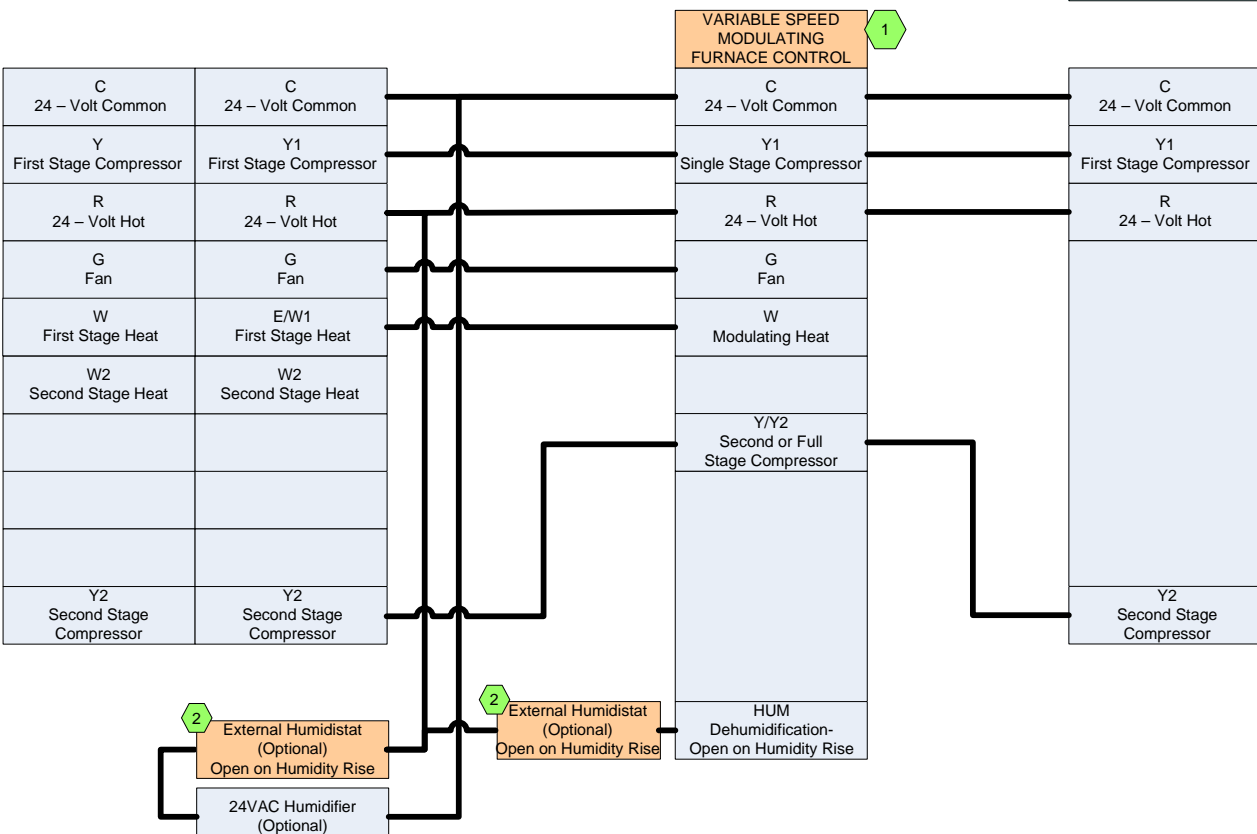 VARIABLE SPEED
MODULATING
FURNACE CONTROL
1
C
24 – Volt Common
C
24 – Volt Common
C
24 – Volt Common
C
24 – Volt Common
Y
First Stage Compressor
Y1
First Stage Compressor
Y1
Single Stage Compressor
Y1
First Stage Compressor
R
24 – Volt Hot
R
24 – Volt Hot
R
24 – Volt Hot
R
24 – Volt Hot
G
Fan
G
Fan
G
Fan
W
First Stage Heat
E/W1
First Stage Heat
W
Modulating Heat
W2
Second Stage Heat
W2
Second Stage Heat
Y/Y2
Second or Full
Stage Compressor
Y2
Second Stage
Compressor
Y2
Second Stage
Compressor
Y2
Second Stage
Compressor
2
External Humidistat
(Optional)
Open on Humidity Rise
2
External Humidistat
(Optional)
Open on Humidity Rise
HUM
Dehumidification-
Open on Humidity Rise
24VAC Humidifier
(Optional)